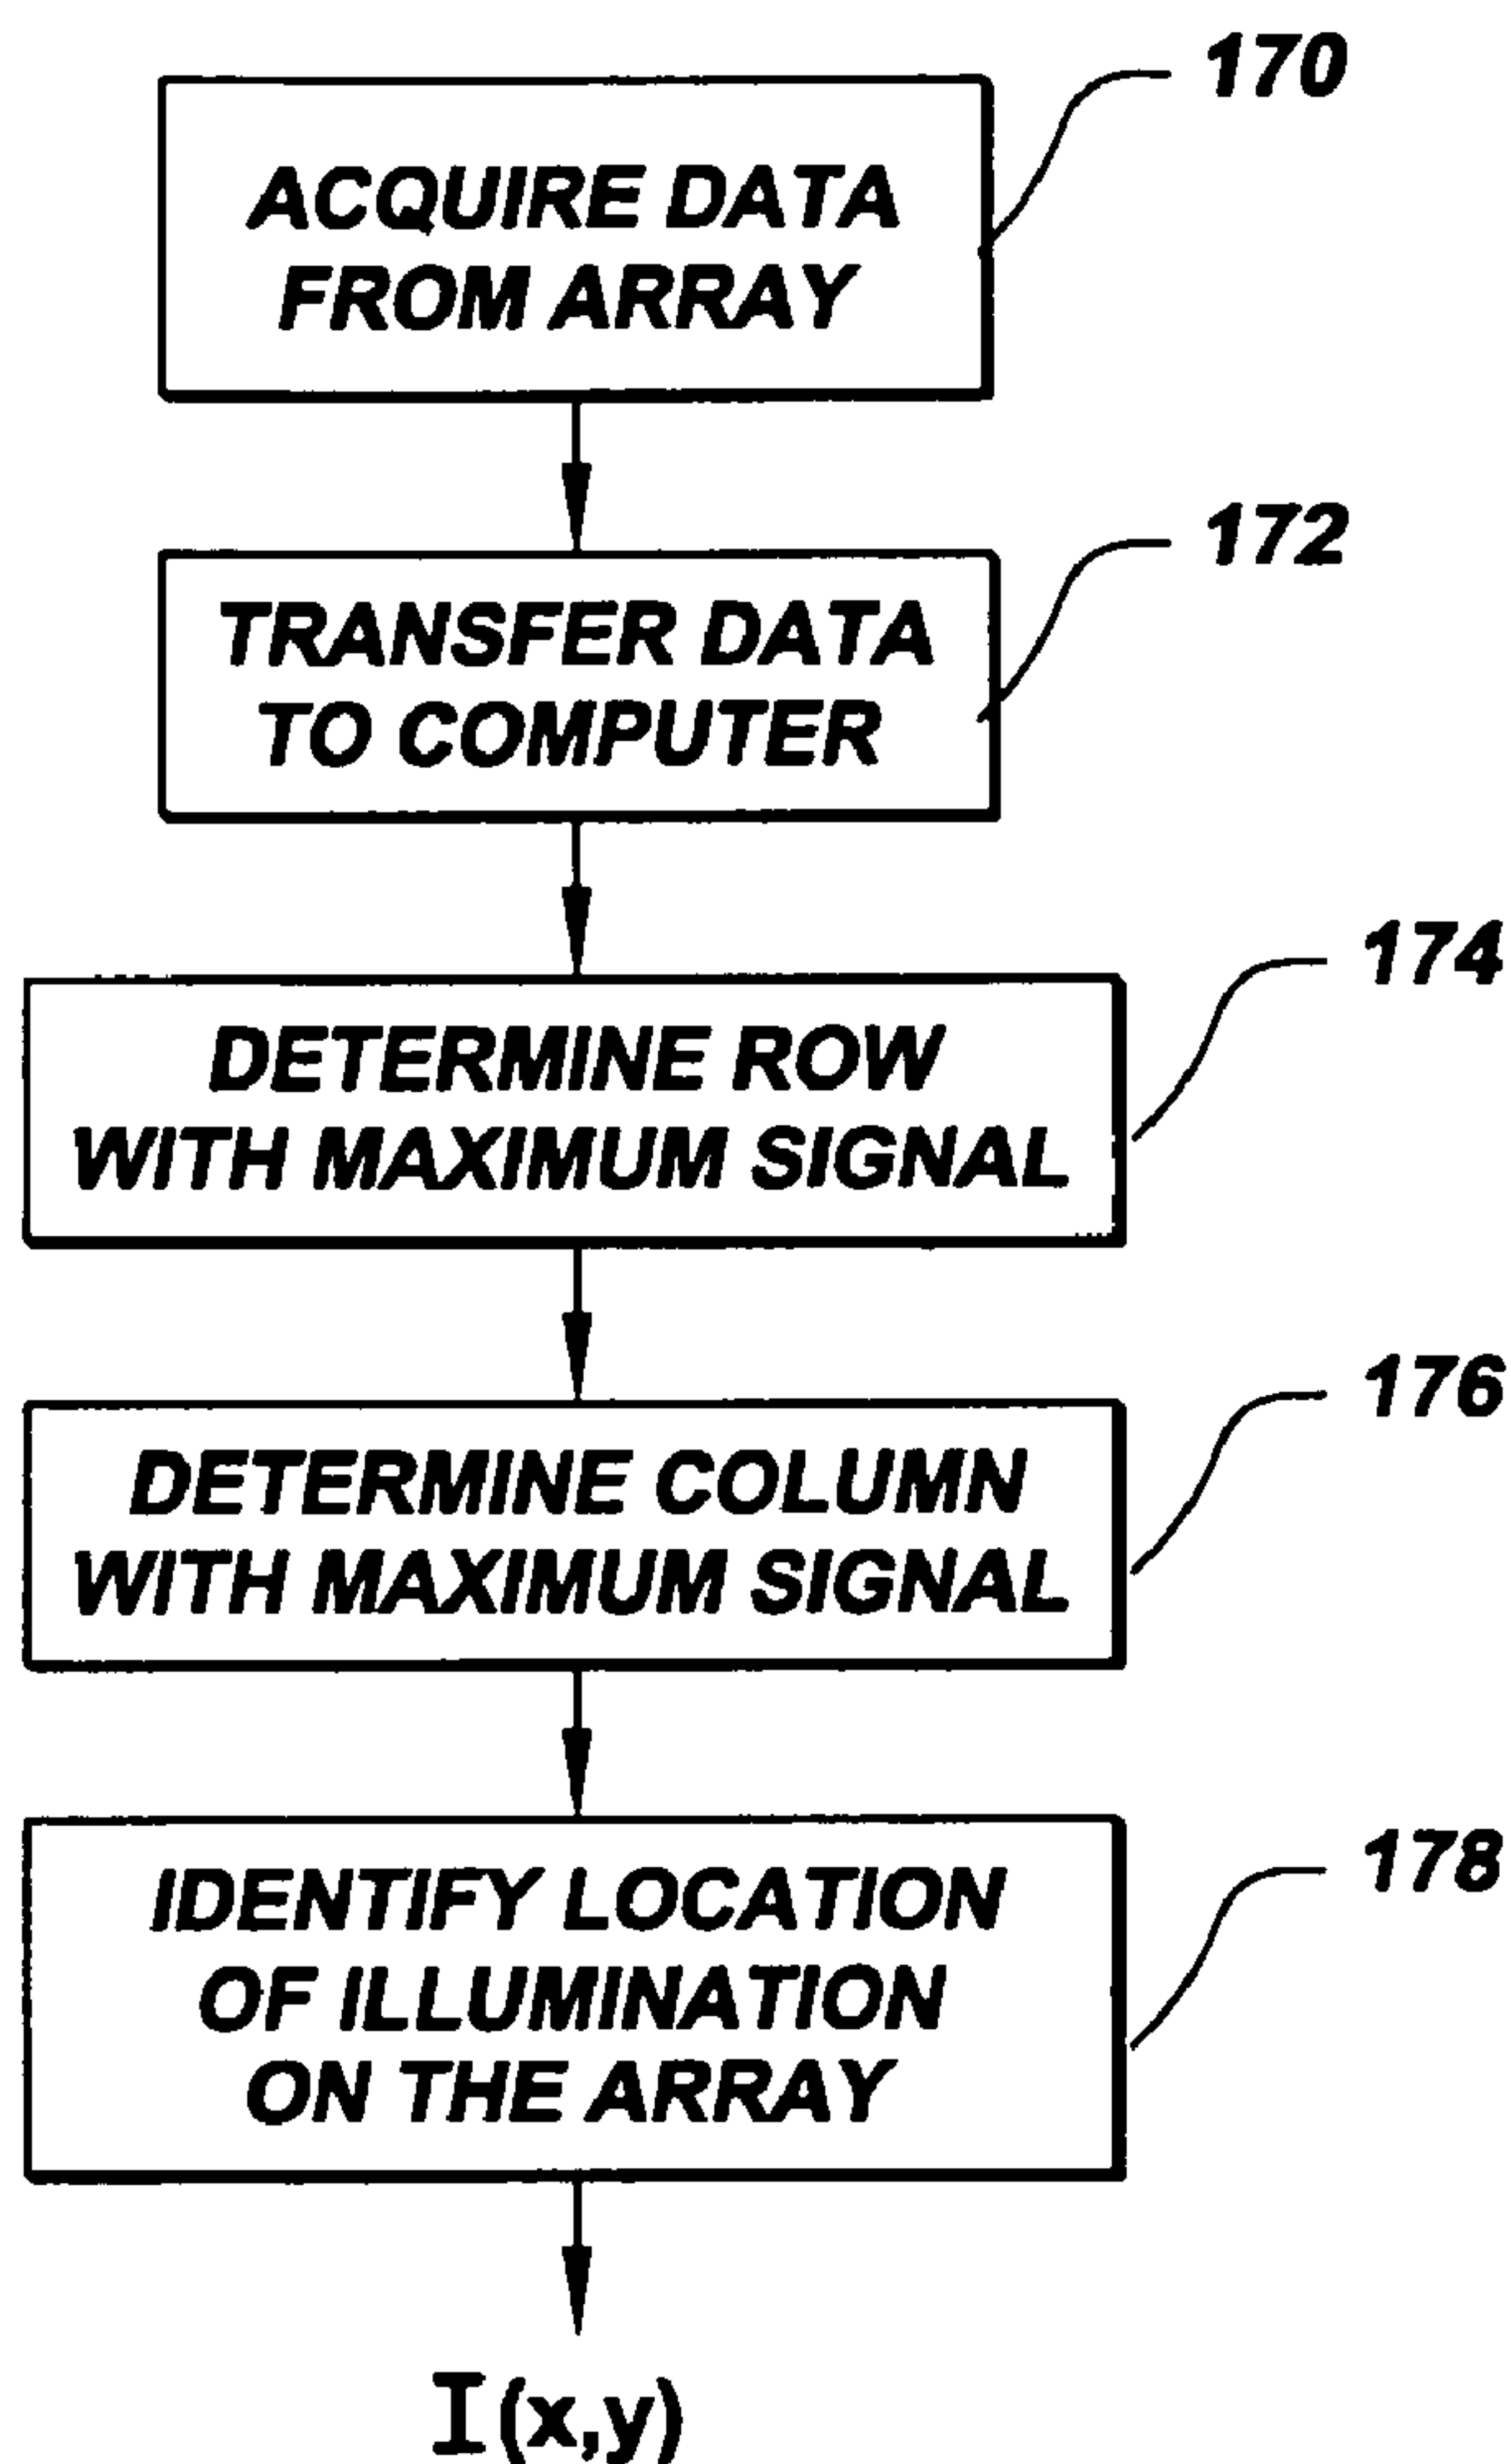 170
ACQUIRE DATA
FROM ARRAY
172
TRANSFER DATA
TO COMPUTER
174
DETERMINE ROW
WITH MAXIMUM SIGNAL
176
DETERMINE COLUMN
WITH MAXIMUM SIGNAL
178
IDENTIFY LOCATION
OF ILLUMINATION
ON THE ARRAY
I(x,y)